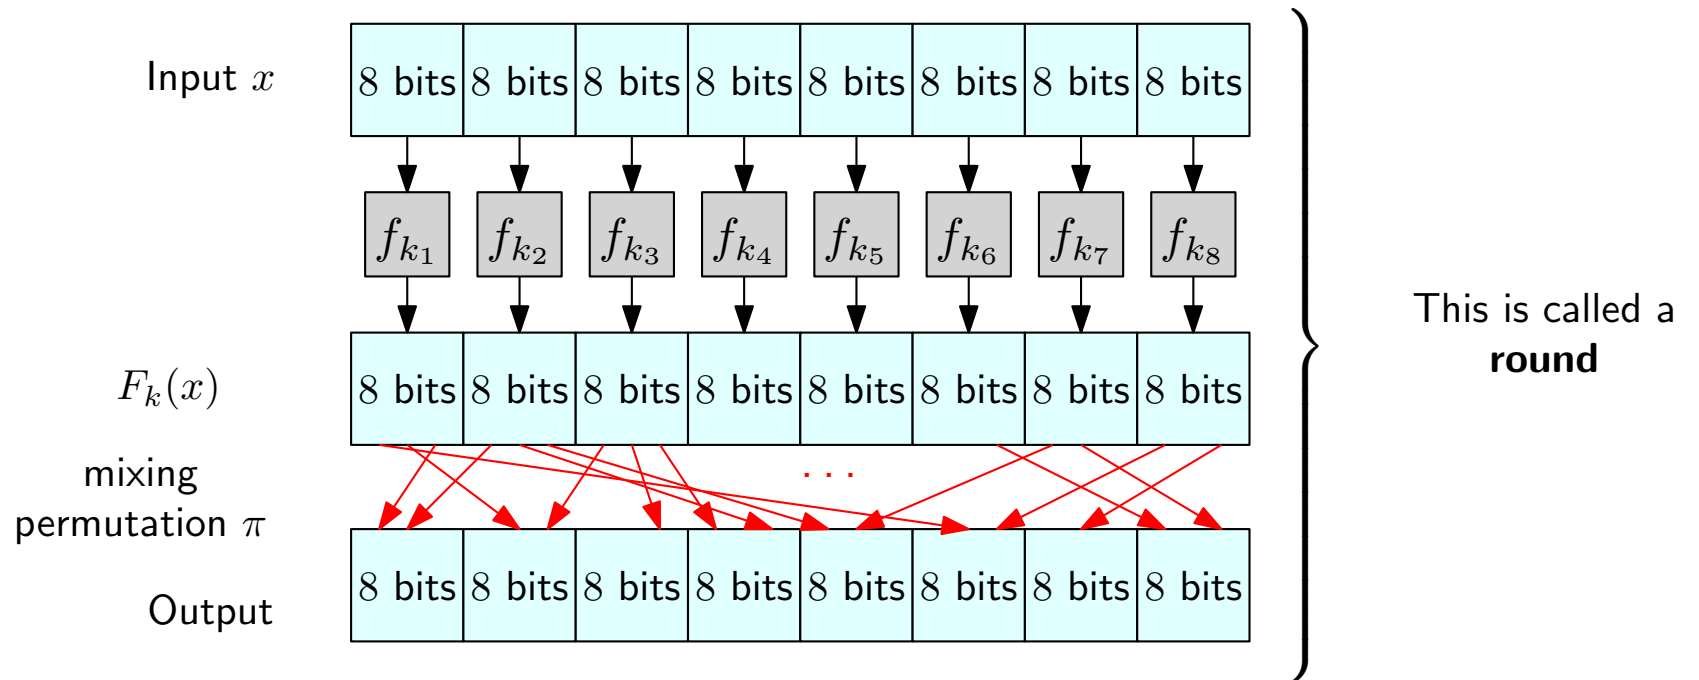 Input x
8 bits 8 bits 8 bits 8 bits 8 bits 8 bits 8 bits 8 bits
f_{k_1} f_{k_2} f_{k_3} f_{k_4} f_{k_5} f_{k_6} f_{k_7} f_{k_8}
This is called a
round
F_k(x)
8 bits 8 bits 8 bits 8 bits 8 bits 8 bits 8 bits 8 bits
. . .
mixing
permutation π
Output
8 bits 8 bits 8 bits 8 bits 8 bits 8 bits 8 bits 8 bits